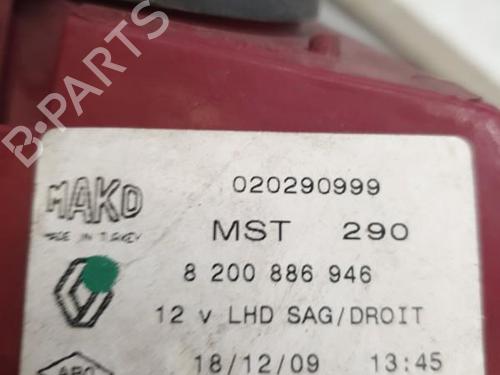 B-PARTS
MAKO
MADE IN TURKEY
020290999
MST 290
8 200 886 946
12 v LHD SAG/DROIT
18/12/09 13:45